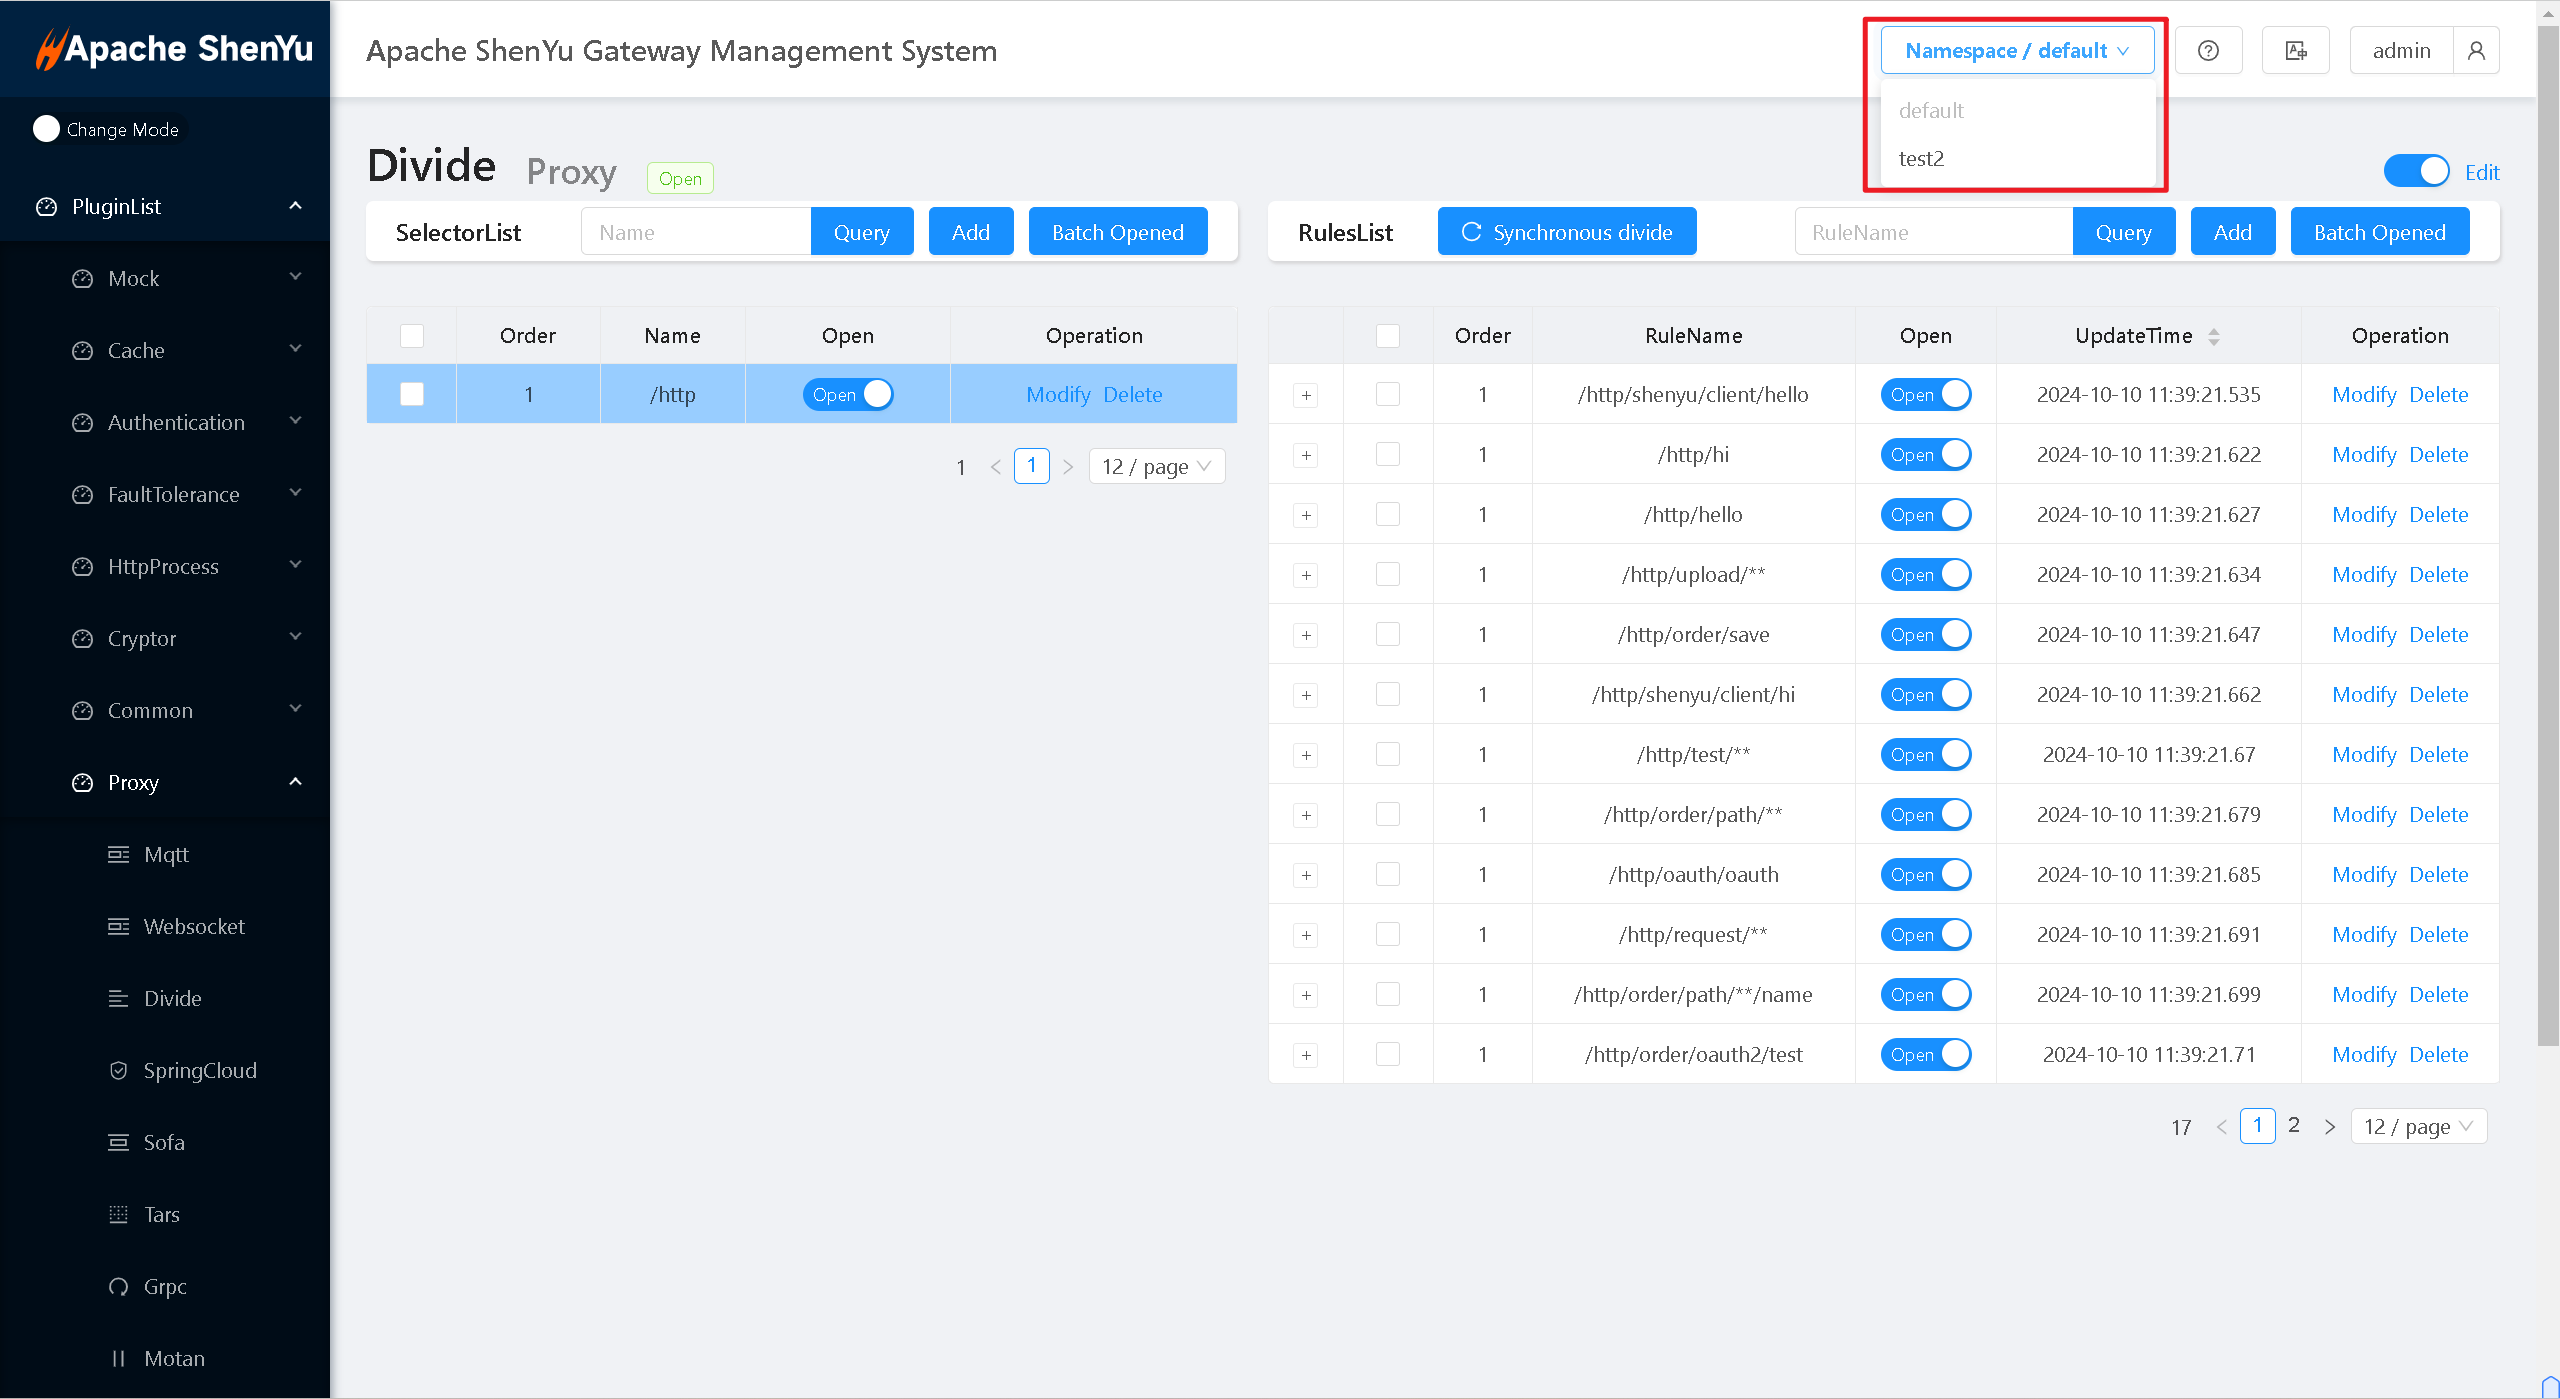 Apache ShenYu
Apache ShenYu Gateway Management System
Namespace / default
admin
default
test2
Change Mode
PluginList
Mock
Cache
Authentication
FaultTolerance
HttpProcess
Cryptor
Common
Proxy
Mqtt
Websocket
Divide
SpringCloud
Sofa
Tars
Grpc
Motan
Divide Proxy Open
Edit
SelectorList Name Query Add Batch Opened
Order Name Open Operation
1 /http Open Modify Delete
1 < 1 > 12 / page
RulesList Synchronous divide RuleName Query Add Batch Opened
Order RuleName Open UpdateTime Operation
+ 1 /http/shenyu/client/hello Open 2024-10-10 11:39:21.535 Modify Delete
+ 1 /http/hi Open 2024-10-10 11:39:21.622 Modify Delete
+ 1 /http/hello Open 2024-10-10 11:39:21.627 Modify Delete
+ 1 /http/upload/** Open 2024-10-10 11:39:21.634 Modify Delete
+ 1 /http/order/save Open 2024-10-10 11:39:21.647 Modify Delete
+ 1 /http/shenyu/client/hi Open 2024-10-10 11:39:21.662 Modify Delete
+ 1 /http/test/** Open 2024-10-10 11:39:21.67 Modify Delete
+ 1 /http/order/path/** Open 2024-10-10 11:39:21.679 Modify Delete
+ 1 /http/oauth/oauth Open 2024-10-10 11:39:21.685 Modify Delete
+ 1 /http/request/** Open 2024-10-10 11:39:21.691 Modify Delete
+ 1 /http/order/path/**/name Open 2024-10-10 11:39:21.699 Modify Delete
+ 1 /http/order/oauth2/test Open 2024-10-10 11:39:21.71 Modify Delete
17 < 1 2 > 12 / page